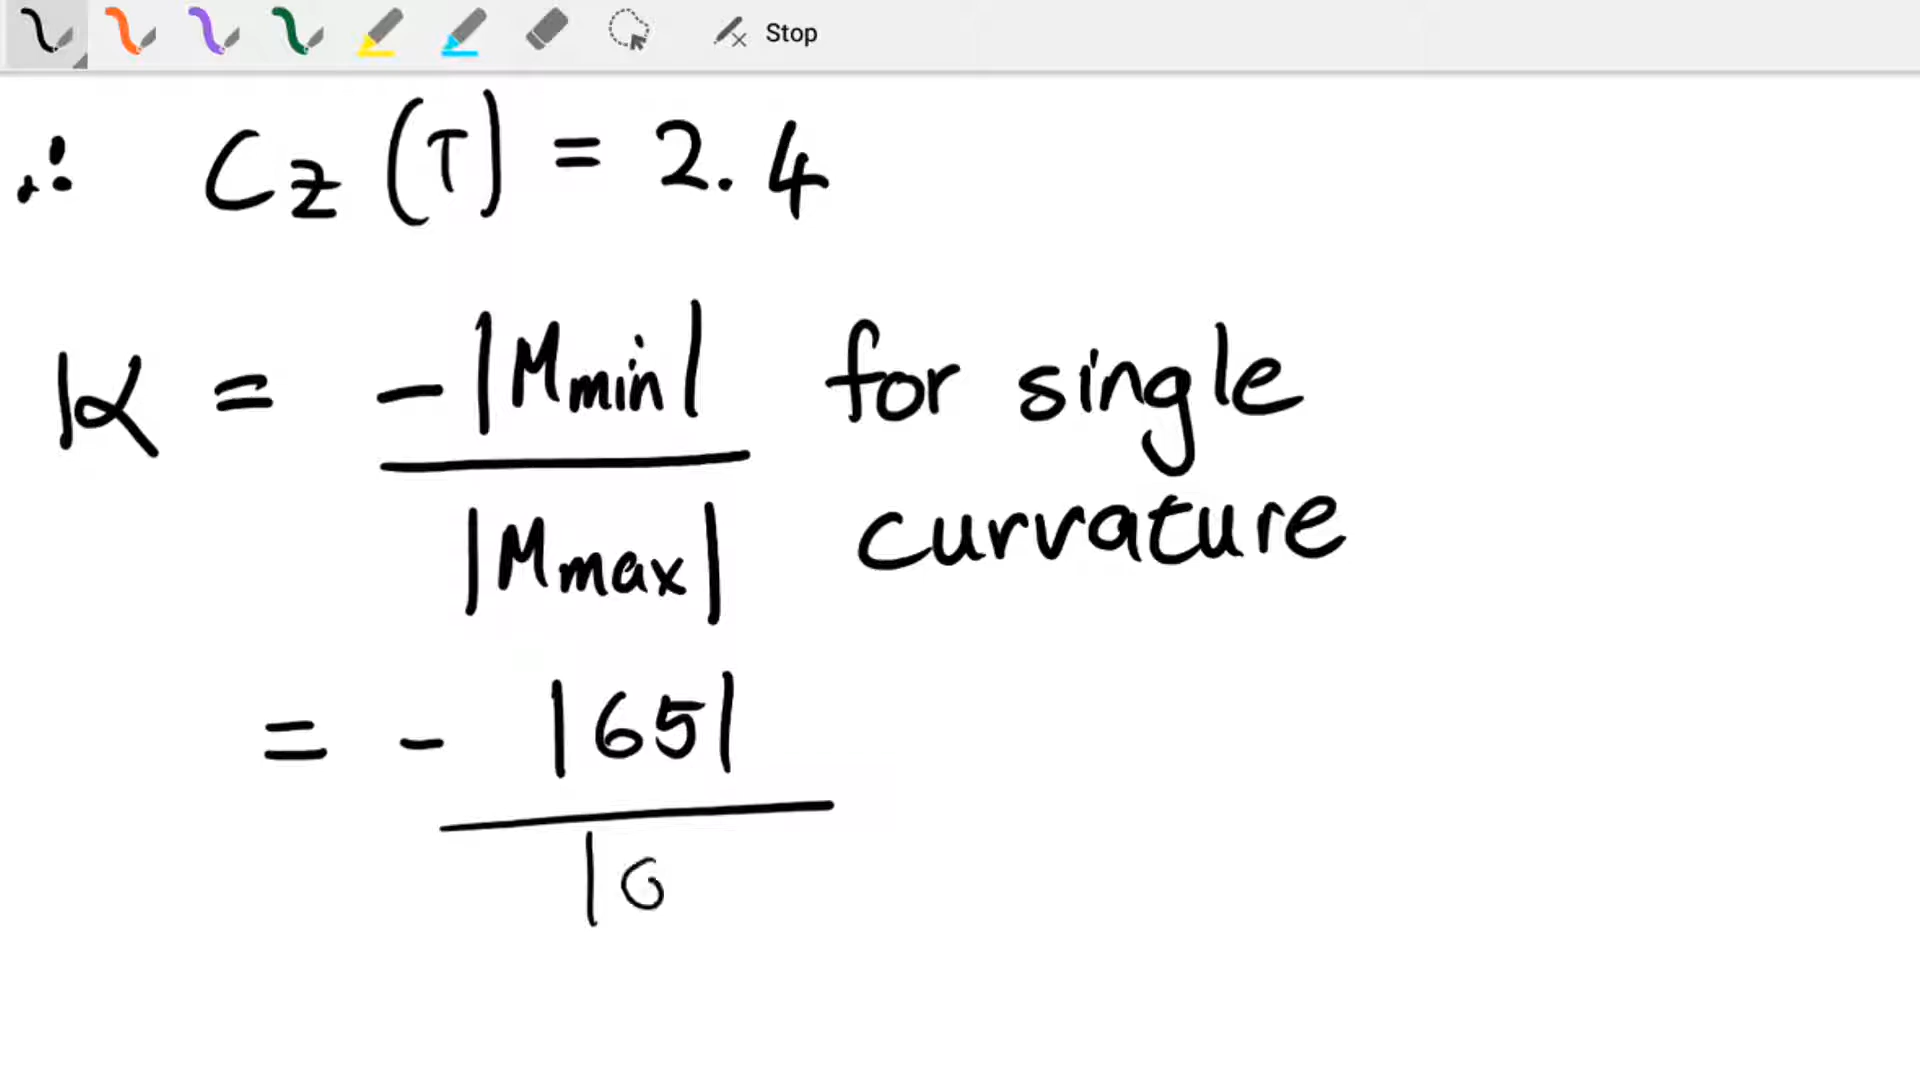 Stop
∴ Cz (T) = 2.4
K = -|Mmin| for single
|Mmax| curvature
= - |65|
|6